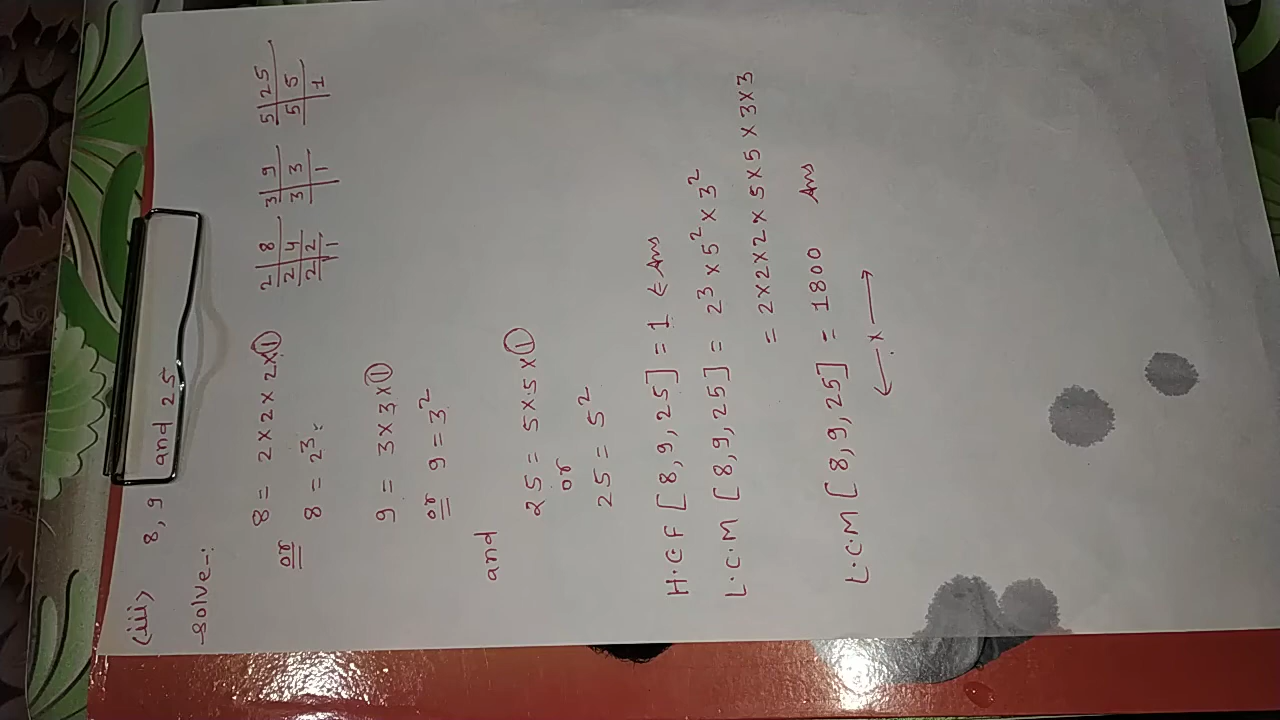 (iii) 8, 9 and 25
Solve-:
8 = 2×2×2×1
or
8 = 2³
2 8
2 4
2 2
1
3 9
3 3
1
5 25
5 5
1
9 = 3×3×1
or 9 = 3²
and
25 = 5×5×1
or
25 = 5²
H.C.F [8, 9, 25] = 1 Ans
L.C.M [8, 9, 25] = 2³ × 5² × 3²
= 2×2×2×5×5×3×3
L.C.M [8, 9, 25] = 1800 Ans
← x →